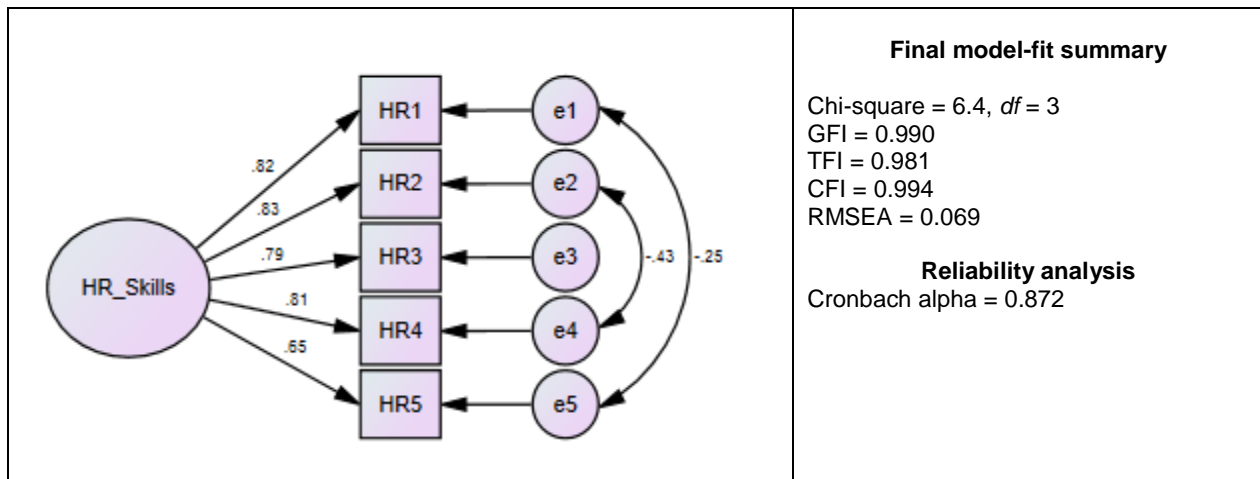 HR_Skills
.82
.83
.79
.81
.65
HR1
HR2
HR3
HR4
HR5
e1
e2
e3
e4
e5
-.43
-.25
Final model-fit summary
Chi-square = 6.4, df = 3
GFI = 0.990
TFI = 0.981
CFI = 0.994
RMSEA = 0.069
Reliability analysis
Cronbach alpha = 0.872